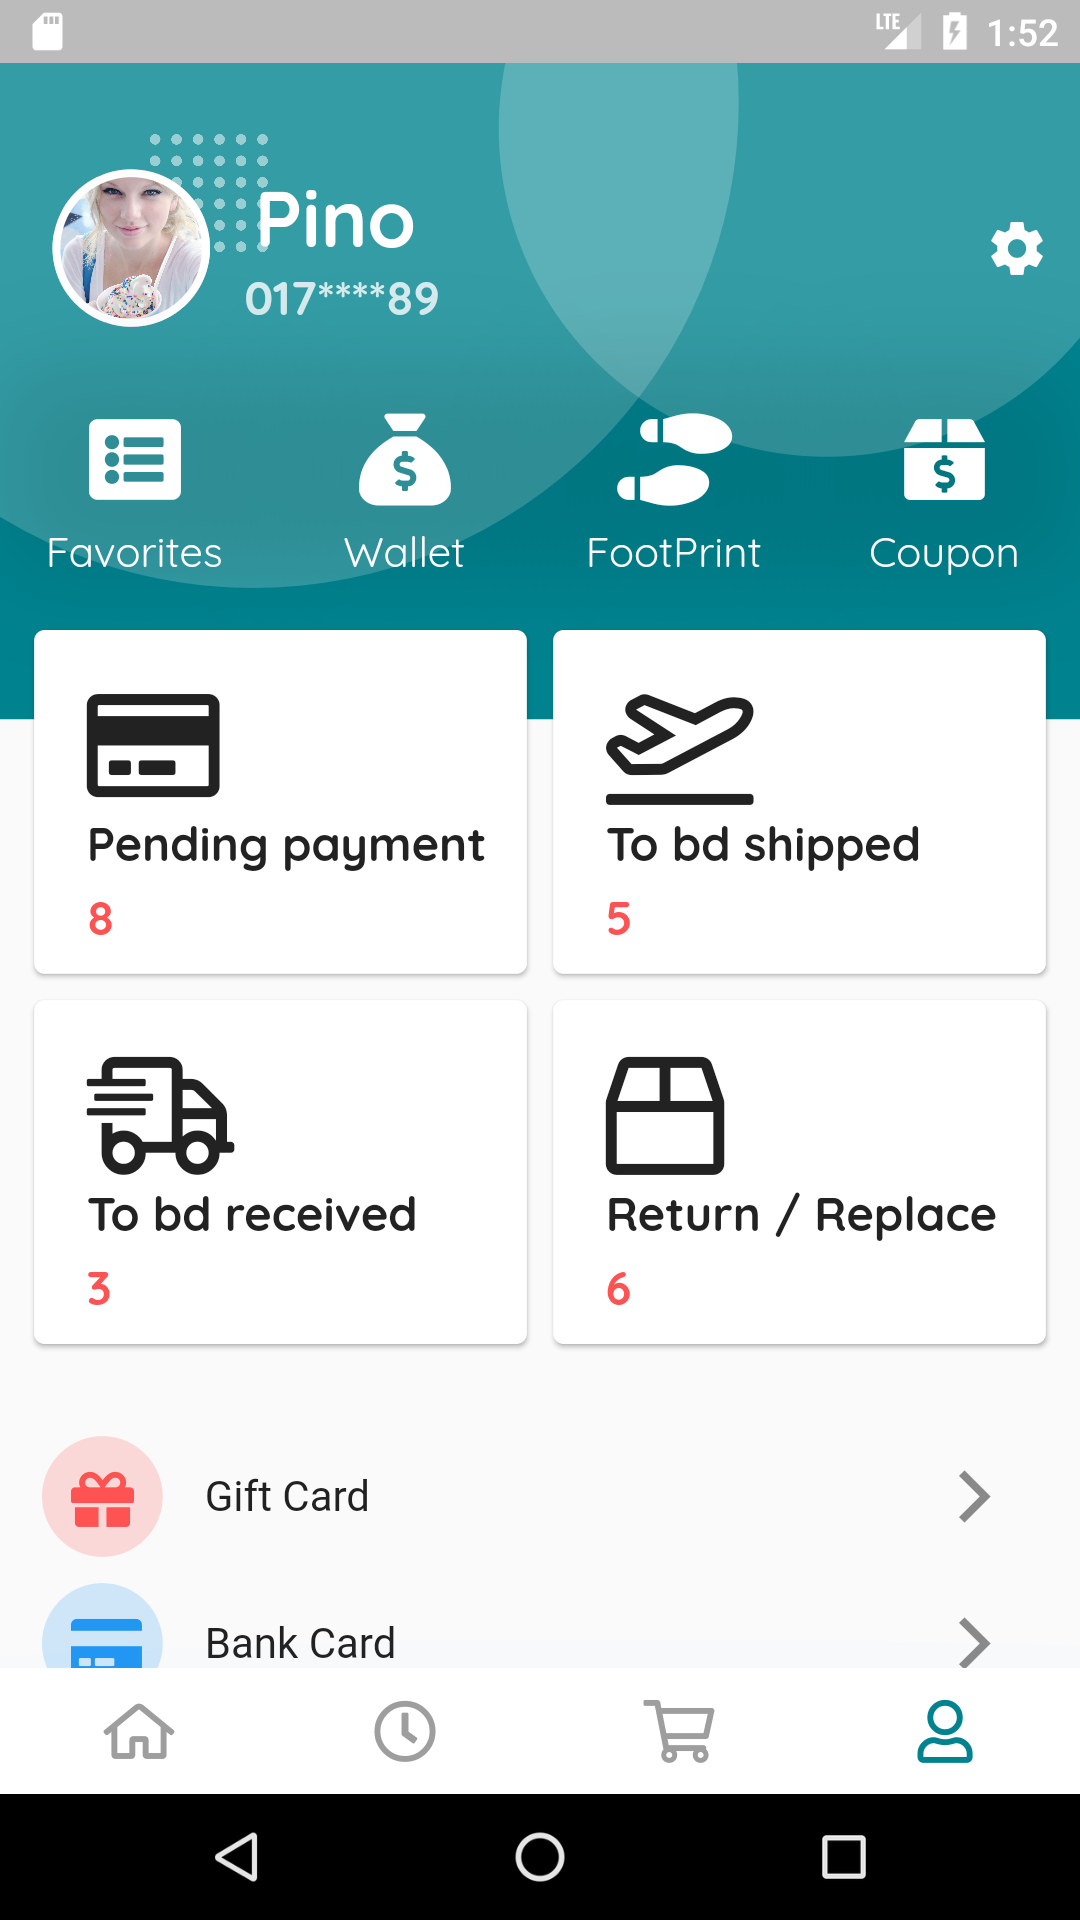 LTE 1:52
Pino
017****89
Favorites Wallet FootPrint Coupon
Pending payment
8
To bd shipped
5
To bd received
3
Return / Replace
6
Gift Card
Bank Card